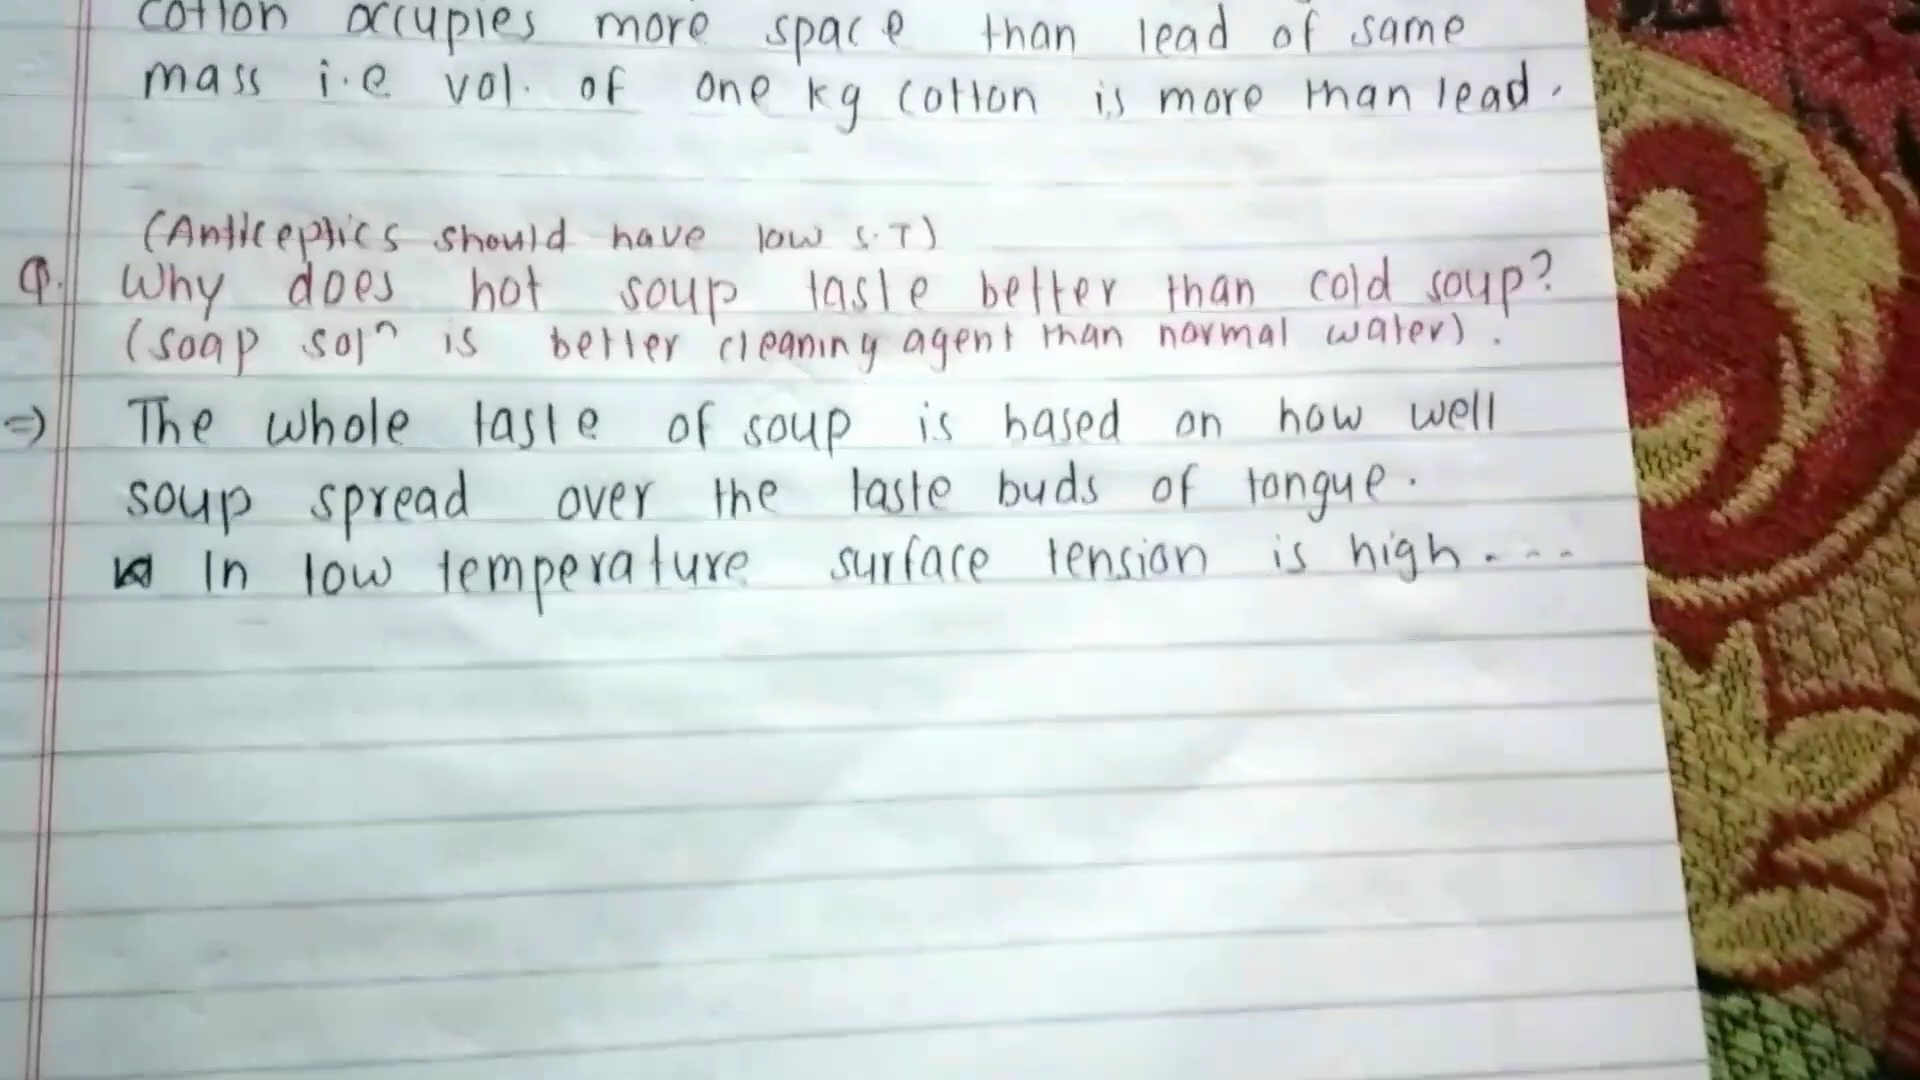 cotton occupies more space than lead of same
mass i.e vol. of one kg cotton is more than lead.
(Anticeptics should have low S.T)
Q. Why does hot soup taste better than cold soup?
(soap solⁿ is better cleaning agent than normal water).
=> The whole taste of soup is based on how well
soup spread over the taste buds of tongue.
In low temperature surface tension is high....